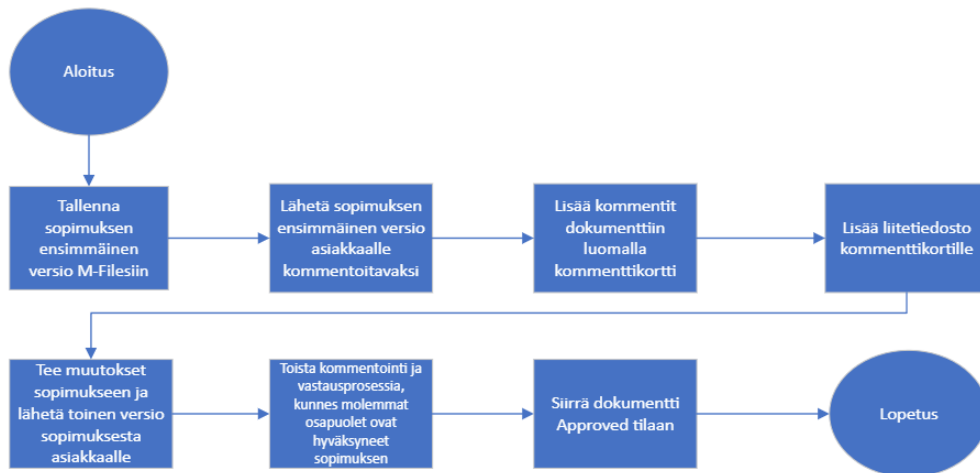 Aloitus
Tallenna
sopimuksen
ensimmäinen
versio M-Filesiin
Lähetä sopimuksen
ensimmäinen versio
asiakkaalle
kommentoitavaksi
Lisää kommentit
dokumenttiin
luomalla
kommenttikortti
Lisää liitetiedosto
kommenttikortille
Tee muutokset
sopimukseen ja
lähetä toinen versio
sopimuksesta
asiakkaalle
Toista kommentointi ja
vastausprosessia,
kunnes molemmat
osapuolet ovat
hyväksyneet
sopimuksen
Siirrä dokumentti
Approved tilaan
Lopetus